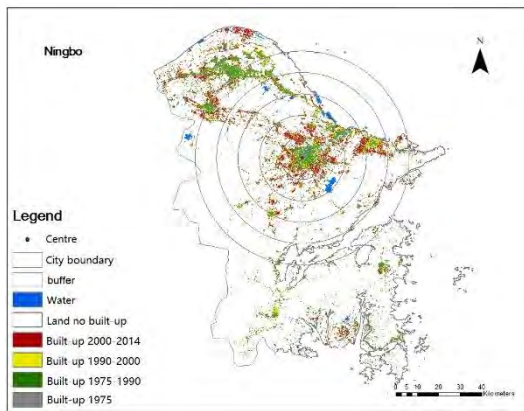 Ningbo
N
Legend
Centre
City boundary
buffer
Water
Land no built-up
Built-up 2000-2014
Built-up 1990-2000
Built-up 1975-1990
Built-up 1975
0 5 10 20 30 40
Kilometers